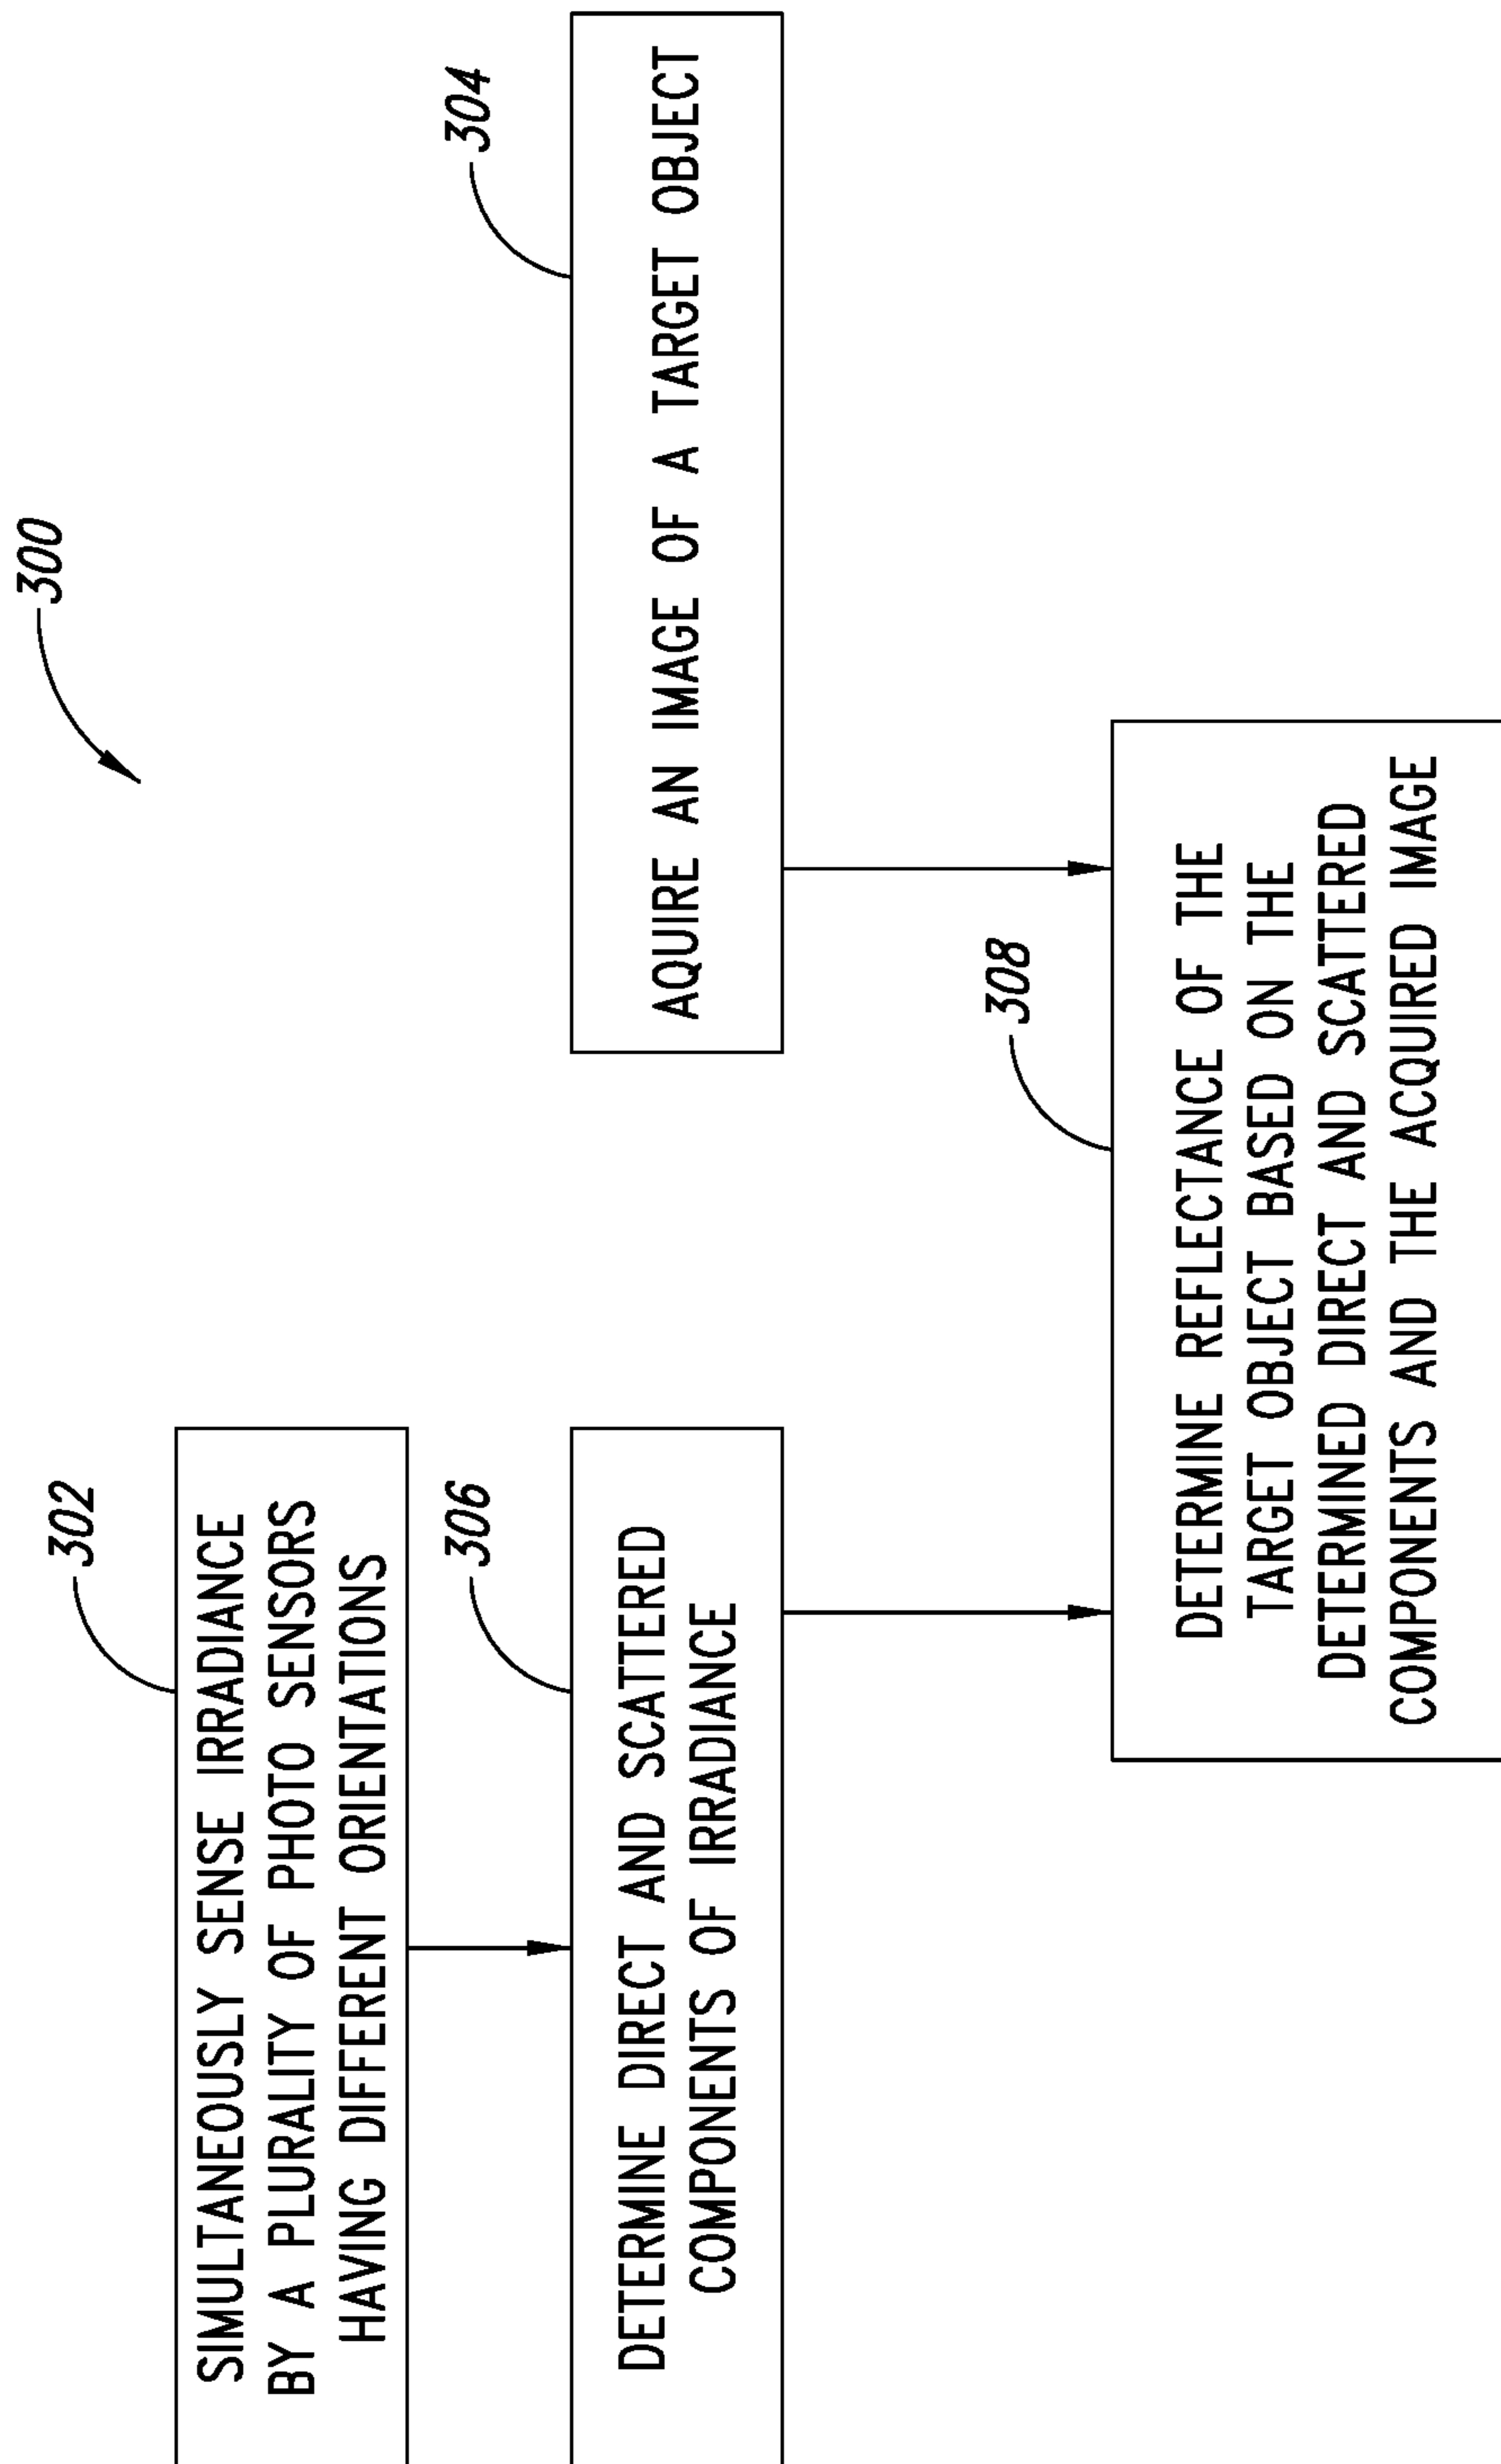 300
302
SIMULTANEOUSLY SENSE IRRADIANCE
BY A PLURALITY OF PHOTO SENSORS
HAVING DIFFERENT ORIENTATIONS
306
DETERMINE DIRECT AND SCATTERED
COMPONENTS OF IRRADIANCE
304
AQUIRE AN IMAGE OF A TARGET OBJECT
308
DETERMINE REFLECTANCE OF THE
TARGET OBJECT BASED ON THE
DETERMINED DIRECT AND SCATTERED
COMPONENTS AND THE ACQUIRED IMAGE